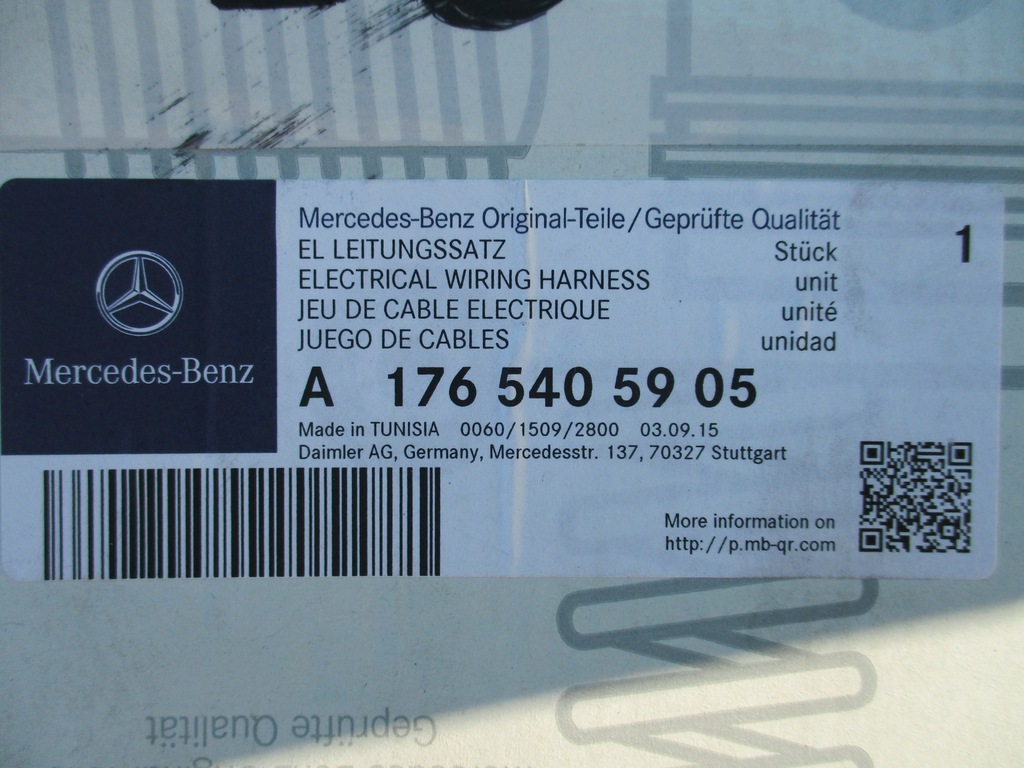 Mercedes-Benz
Mercedes-Benz Original-Teile/Geprüfte Qualität
EL LEITUNGSSATZ Stück 1
ELECTRICAL WIRING HARNESS unit
JEU DE CABLE ELECTRIQUE unité
JUEGO DE CABLES unidad
A 176 540 59 05
Made in TUNISIA 0060/1509/2800 03.09.15
Daimler AG, Germany, Mercedesstr. 137, 70327 Stuttgart
More information on
http://p.mb-qr.com
Geprüfte Qualität